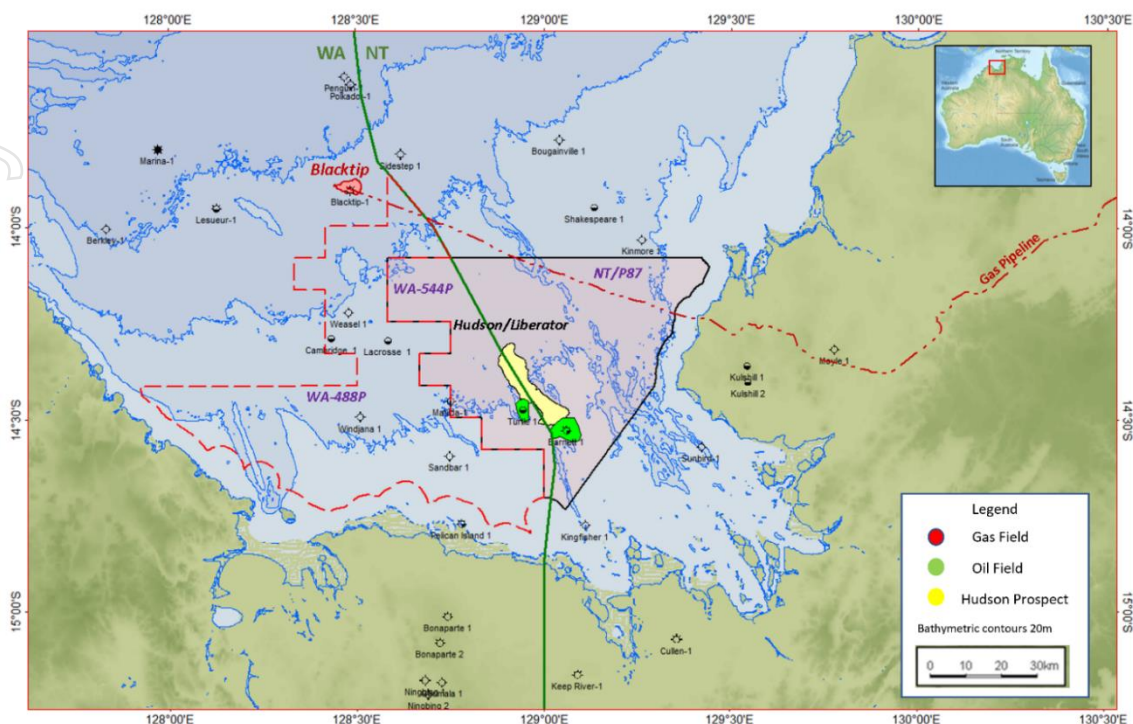 128°00'E
128°30'E
129°00'E
129°30'E
130°00'E
130°30'E
WA NT
Penguin-1
Polkadot-1
Marina-1
Sidestep 1
Bougainville 1
Blacktip
Blacktip-1
Lesueur-1
Shakespeare 1
Berkley-1
Kinmore 1
14°00'S
14°00'S
WA-544P
NT/P87
Gas Pipeline
Weasel 1
Hudson/Liberator
Cambridge 1
Lacrosse 1
Moyle 1
Kulshill 1
Kulshill 2
WA-488P
Matilda-1
Turtle 1
Windjana 1
Barnett 1
14°30'S
14°30'S
Sandbar 1
Sunbird-1
Pelican Island 1
Kingfisher 1
Legend
Gas Field
Oil Field
Hudson Prospect
Bathymetric contours 20m
0 10 20 30km
15°00'S
15°00'S
Bonaparte 1
Bonaparte 2
Cullen-1
Keep River-1
Ningbing 1
Ningbing 2
128°00'E
128°30'E
129°00'E
129°30'E
130°00'E
130°30'E